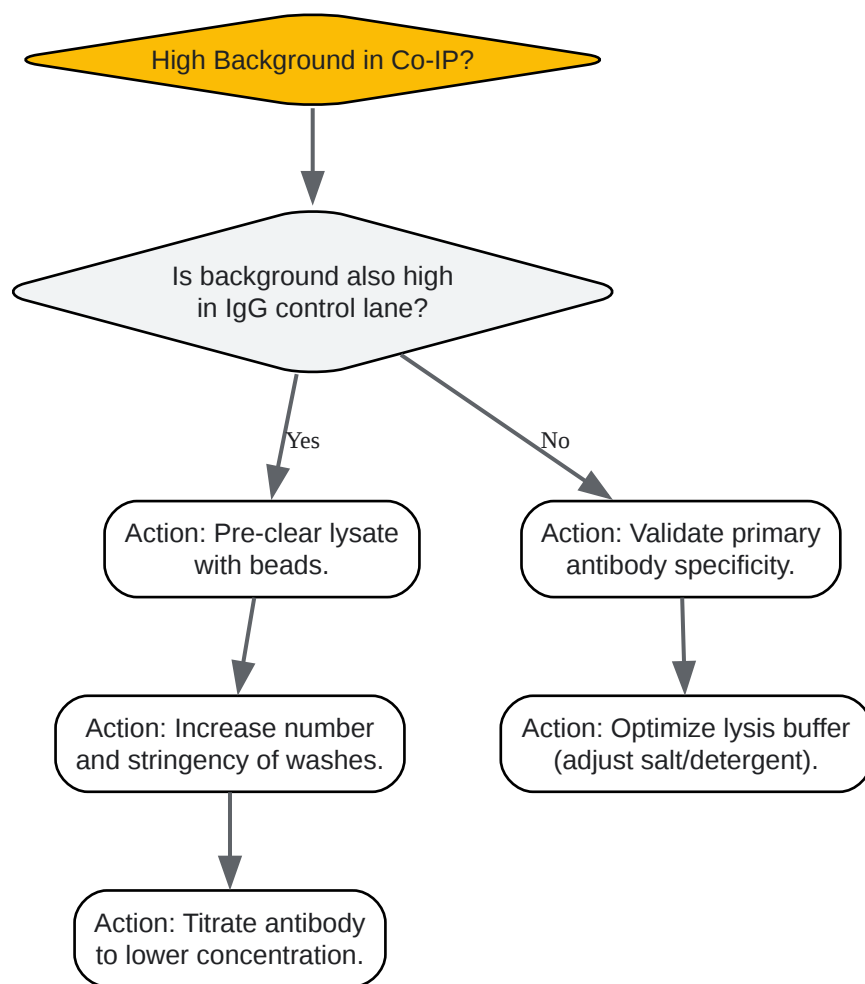 High Background in Co-IP?
Is background also high
in IgG control lane?
Yes
No
Action: Pre-clear lysate
with beads.
Action: Validate primary
antibody specificity.
Action: Increase number
and stringency of washes.
Action: Optimize lysis buffer
(adjust salt/detergent).
Action: Titrate antibody
to lower concentration.